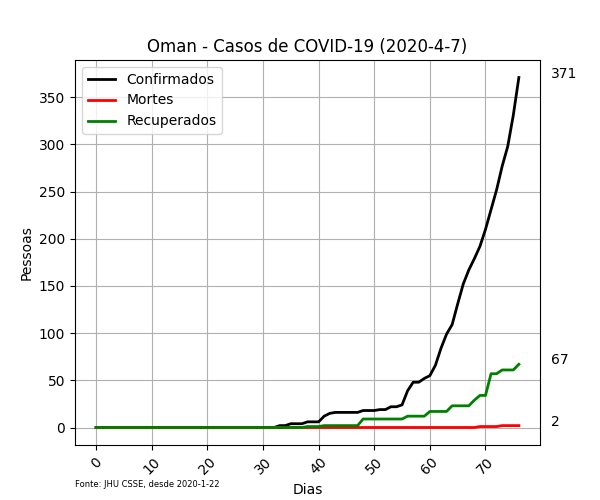 Oman - Casos de COVID-19 (2020-4-7)
Confirmados
Mortes
Recuperados
371
67
2
Pessoas
350
300
250
200
150
100
50
0
0 10 20 30 40 50 60 70
Dias
Fonte: JHU CSSE, desde 2020-1-22